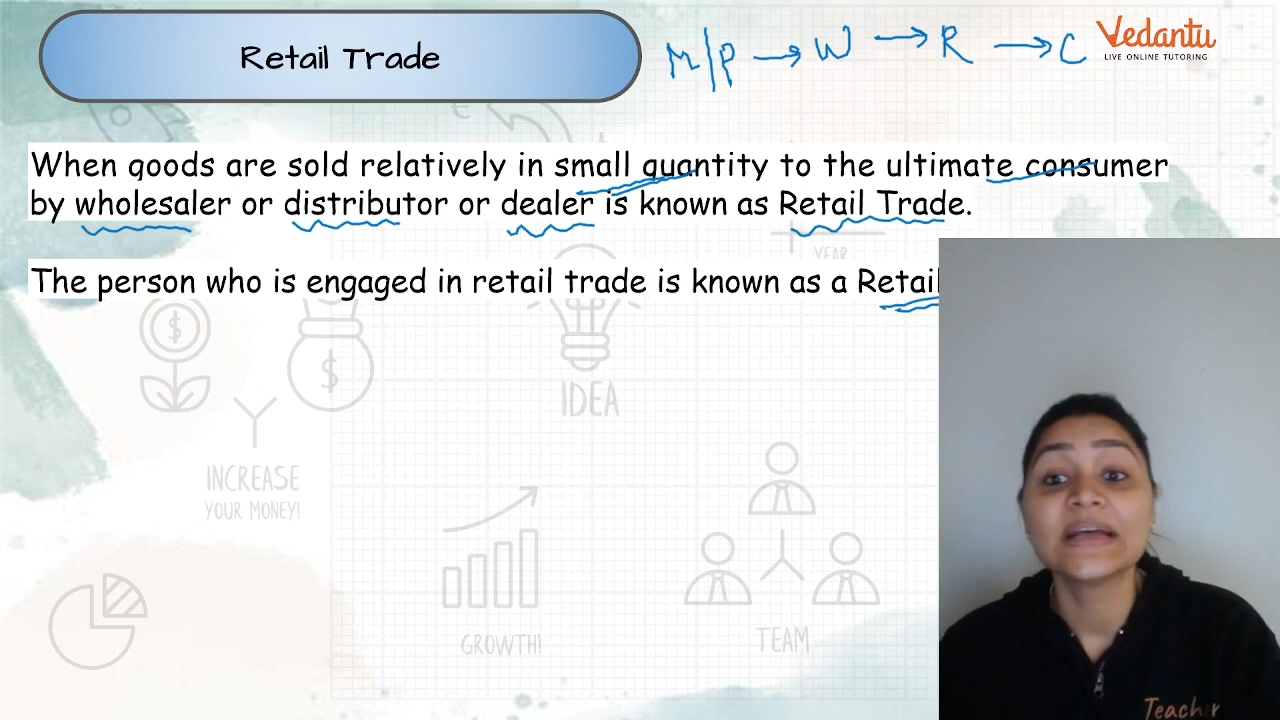 Retail Trade
M/P → W → R → C
Vedantu
LIVE ONLINE TUTORING
When goods are sold relatively in small quantity to the ultimate consumer
by wholesaler or distributor or dealer is known as Retail Trade.
YEAR
The person who is engaged in retail trade is known as a Retail
IDEA
INCREASE
YOUR MONEY!
GROWTH!
TEAM
Teacher